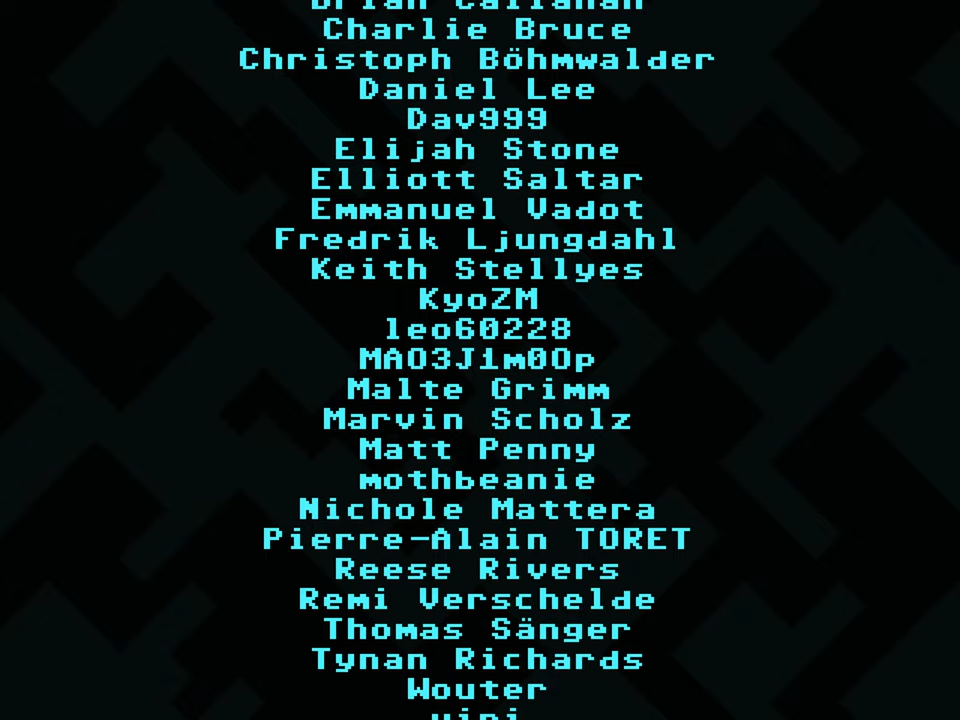 Brian Callahan
Charlie Bruce
Christoph Böhmwalder
Daniel Lee
Dav999
Elijah Stone
Elliott Saltar
Emmanuel Vadot
Fredrik Ljungdahl
Keith Stellyes
KyoZM
leo60228
MAO3J1m0Op
Malte Grimm
Marvin Scholz
Matt Penny
mothbeanie
Nichole Mattera
Pierre-Alain TORET
Reese Rivers
Remi Verschelde
Thomas Sänger
Tynan Richards
Wouter